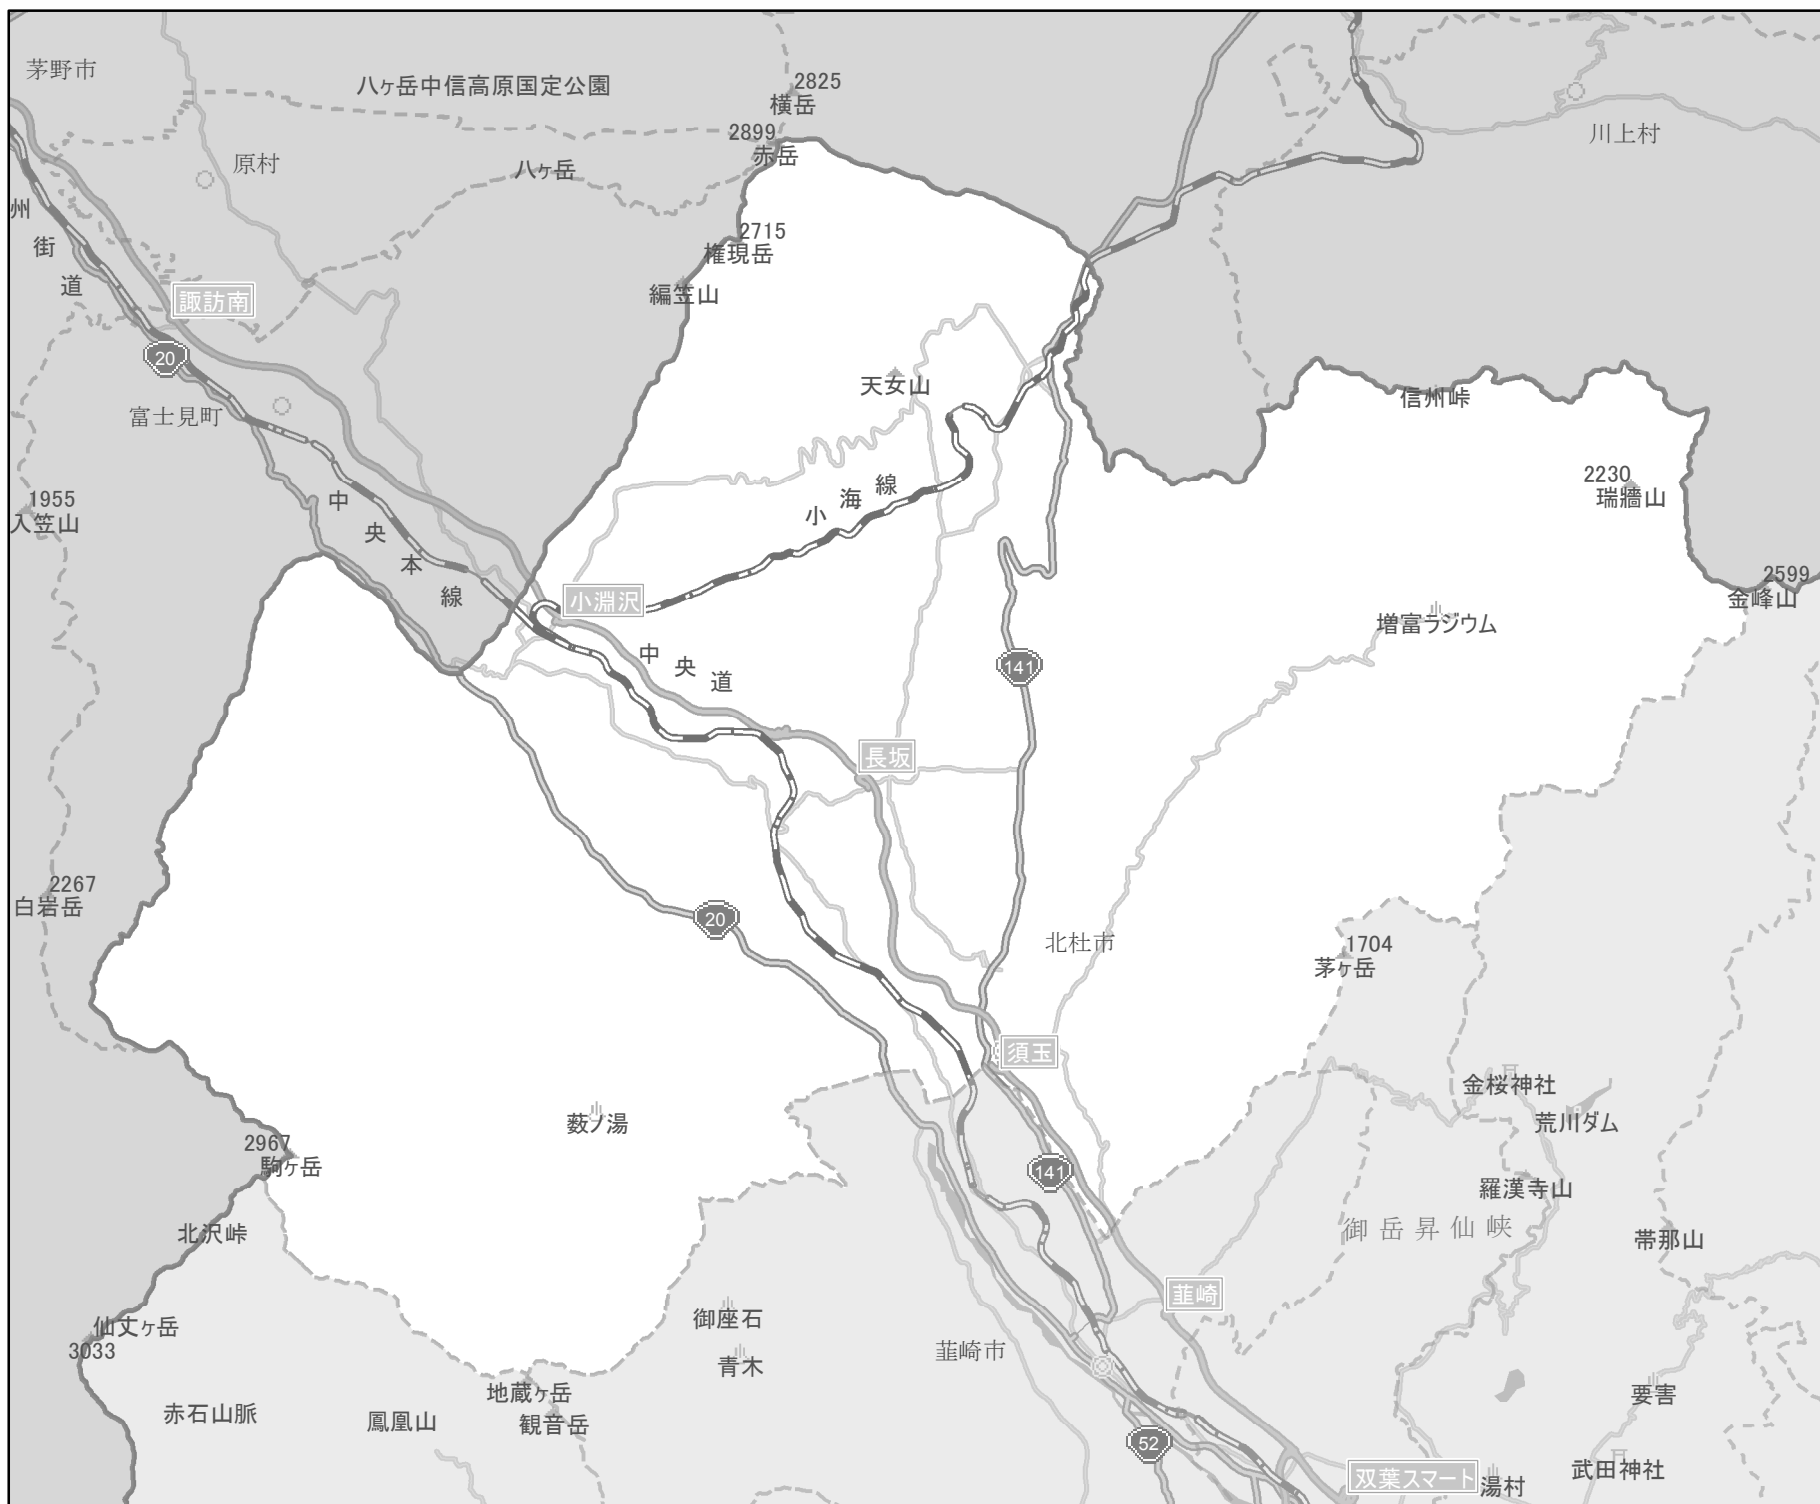 茅野市
八ヶ岳中信高原国定公園
2825
横岳
2899
赤岳
川上村
原村
八ヶ岳
州街道
2715
権現岳
編笠山
諏訪南
20
天女山
富士見町
信州峠
2230
瑞牆山
1955
入笠山
中央本線
小海線
2599
金峰山
小淵沢
増富ラジウム
中央道
141
長坂
2267
白岩岳
20
北杜市
1704
茅ヶ岳
須玉
金桜神社
荒川ダム
薮ノ湯
2967
駒ヶ岳
141
羅漢寺山
北沢峠
御岳昇仙峡
帯那山
韮崎
仙丈ヶ岳
3033
御座石
韮崎市
青木
地蔵ヶ岳
観音岳
赤石山脈
鳳凰山
要害
52
双葉スマート
湯村
武田神社